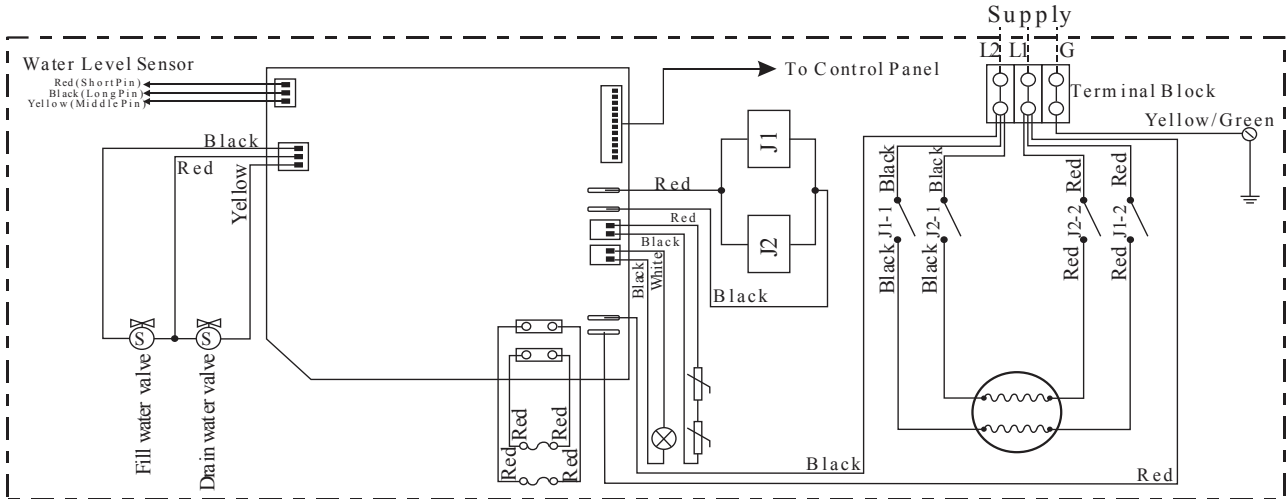 Supply
L2 L1 G
Water Level Sensor
Red(ShortPin)
Black(LongPin)
Yellow(MiddlePin)
To Control Panel
Terminal Block
Yellow/Green
Black
Red
Yellow
J1
Red
J2
Red
Black
Black
White
Black
Black
Black
Red
Red
J1-1
J2-1
J2-2
J1-2
Black
Black
Red
Red
S
S
Fill water valve
Drain water valve
Red
Red
Red
Red
Black
Red